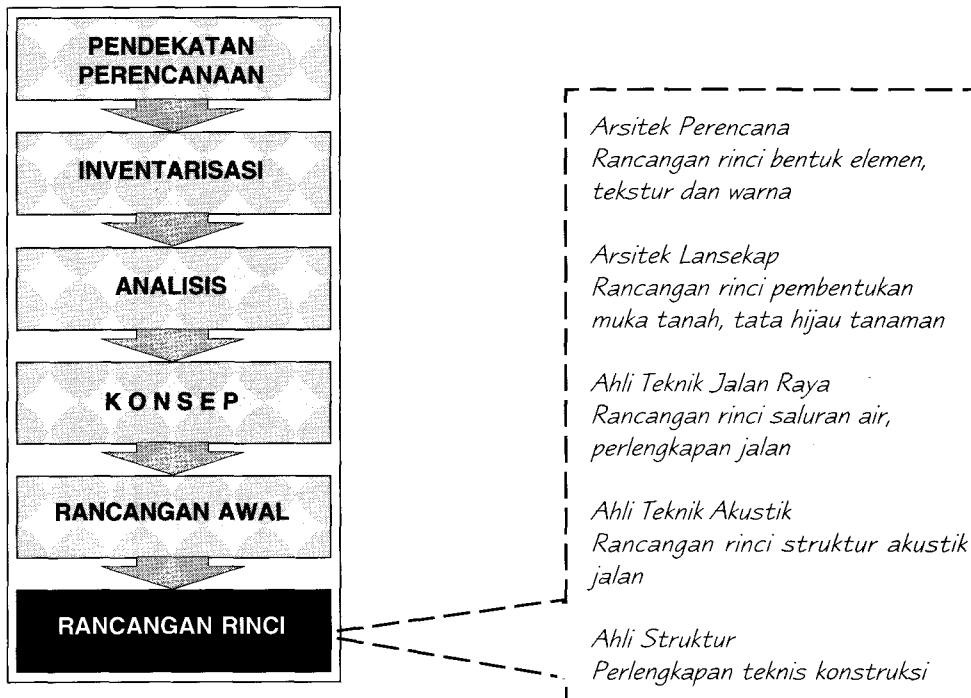 PENDEKATAN
PERENCANAAN
INVENTARISASI
ANALISIS
K O N S E P
RANCANGAN AWAL
RANCANGAN RINCI
Arsitek Perencana
Rancangan rinci bentuk elemen,
tekstur dan warna
Arsitek Lansekap
Rancangan rinci pembentukan
muka tanah, tata hijau tanaman
Ahli Teknik Jalan Raya
Rancangan rinci saluran air,
perlengkapan jalan
Ahli Teknik Akustik
Rancangan rinci struktur akustik
jalan
Ahli Struktur
Perlengkapan teknis konstruksi